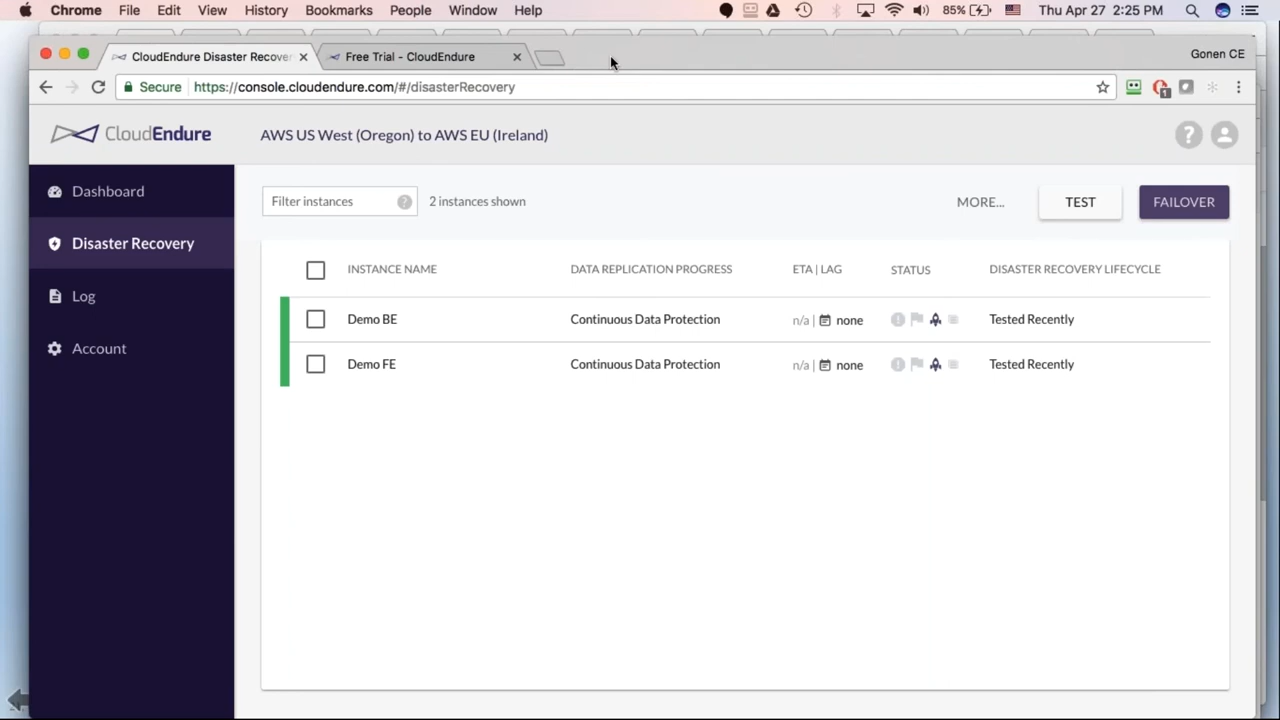 Chrome File Edit View History Bookmarks People Window Help 85% Thu Apr 27 2:25 PM
CloudEndure Disaster Recover Free Trial - CloudEndure Gonen CE
Secure https://console.cloudendure.com/#/disasterRecovery 1
CloudEndure AWS US West (Oregon) to AWS EU (Ireland) ?
Dashboard
Disaster Recovery
Log
Account
Filter instances ? 2 instances shown MORE... TEST FAILOVER
INSTANCE NAME DATA REPLICATION PROGRESS ETA | LAG STATUS DISASTER RECOVERY LIFECYCLE
Demo BE Continuous Data Protection n/a | none Tested Recently
Demo FE Continuous Data Protection n/a | none Tested Recently